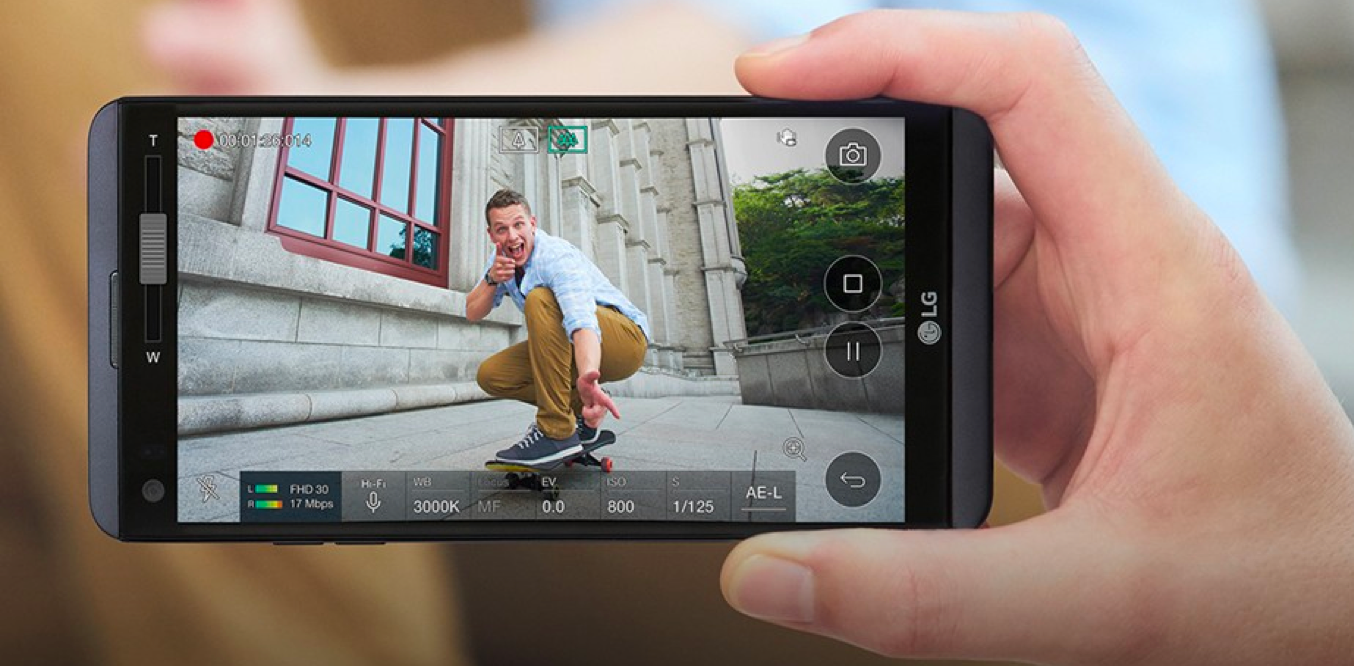 T
00:01:26:014
W
LG
L FHD 30
R 17 Mbps
Hi-Fi
WB
3000K
Focus
MF
EV
0.0
ISO
800
S
1/125
AE-L